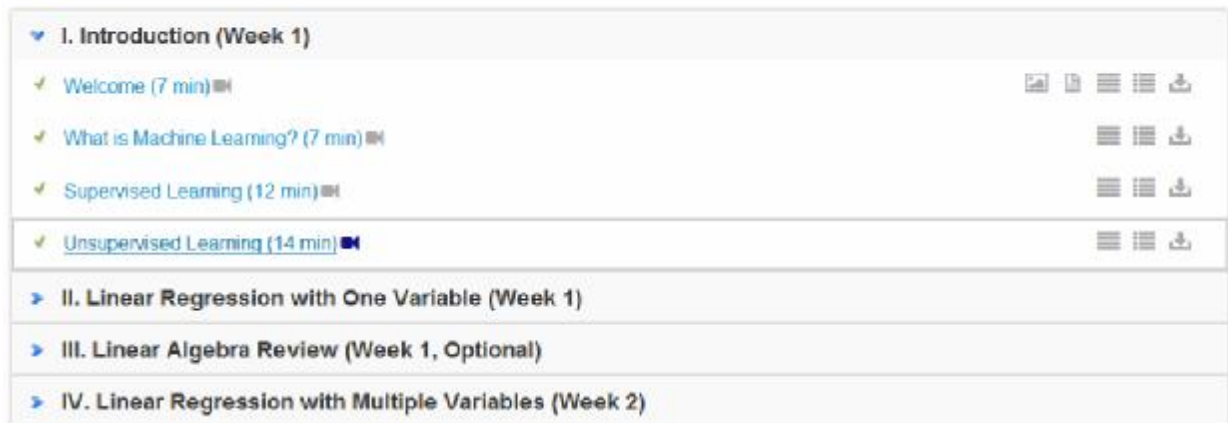 I. Introduction (Week 1)
Welcome (7 min)
What is Machine Learning? (7 min)
Supervised Learning (12 min)
Unsupervised Learning (14 min)
II. Linear Regression with One Variable (Week 1)
III. Linear Algebra Review (Week 1, Optional)
IV. Linear Regression with Multiple Variables (Week 2)